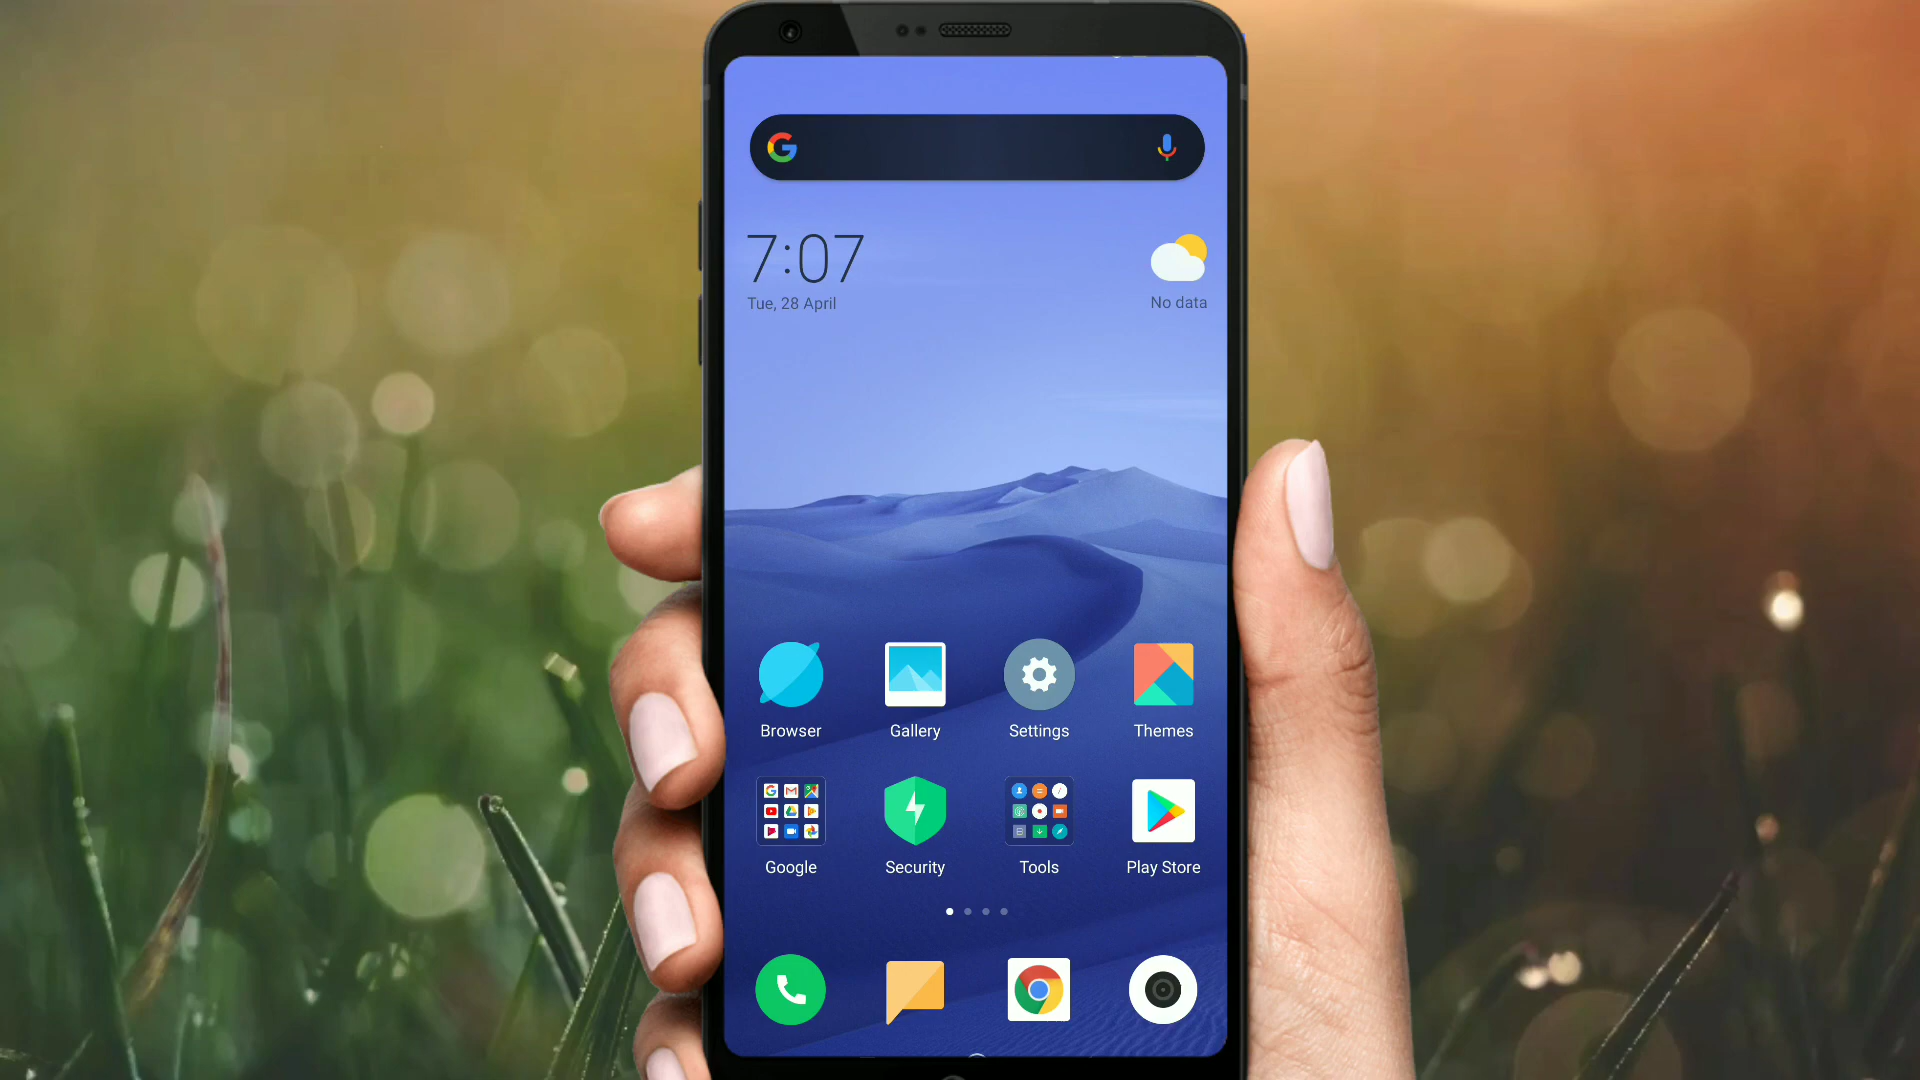 7:07
Tue, 28 April
No data
Browser
Gallery
Settings
Themes
Google
Security
Tools
Play Store